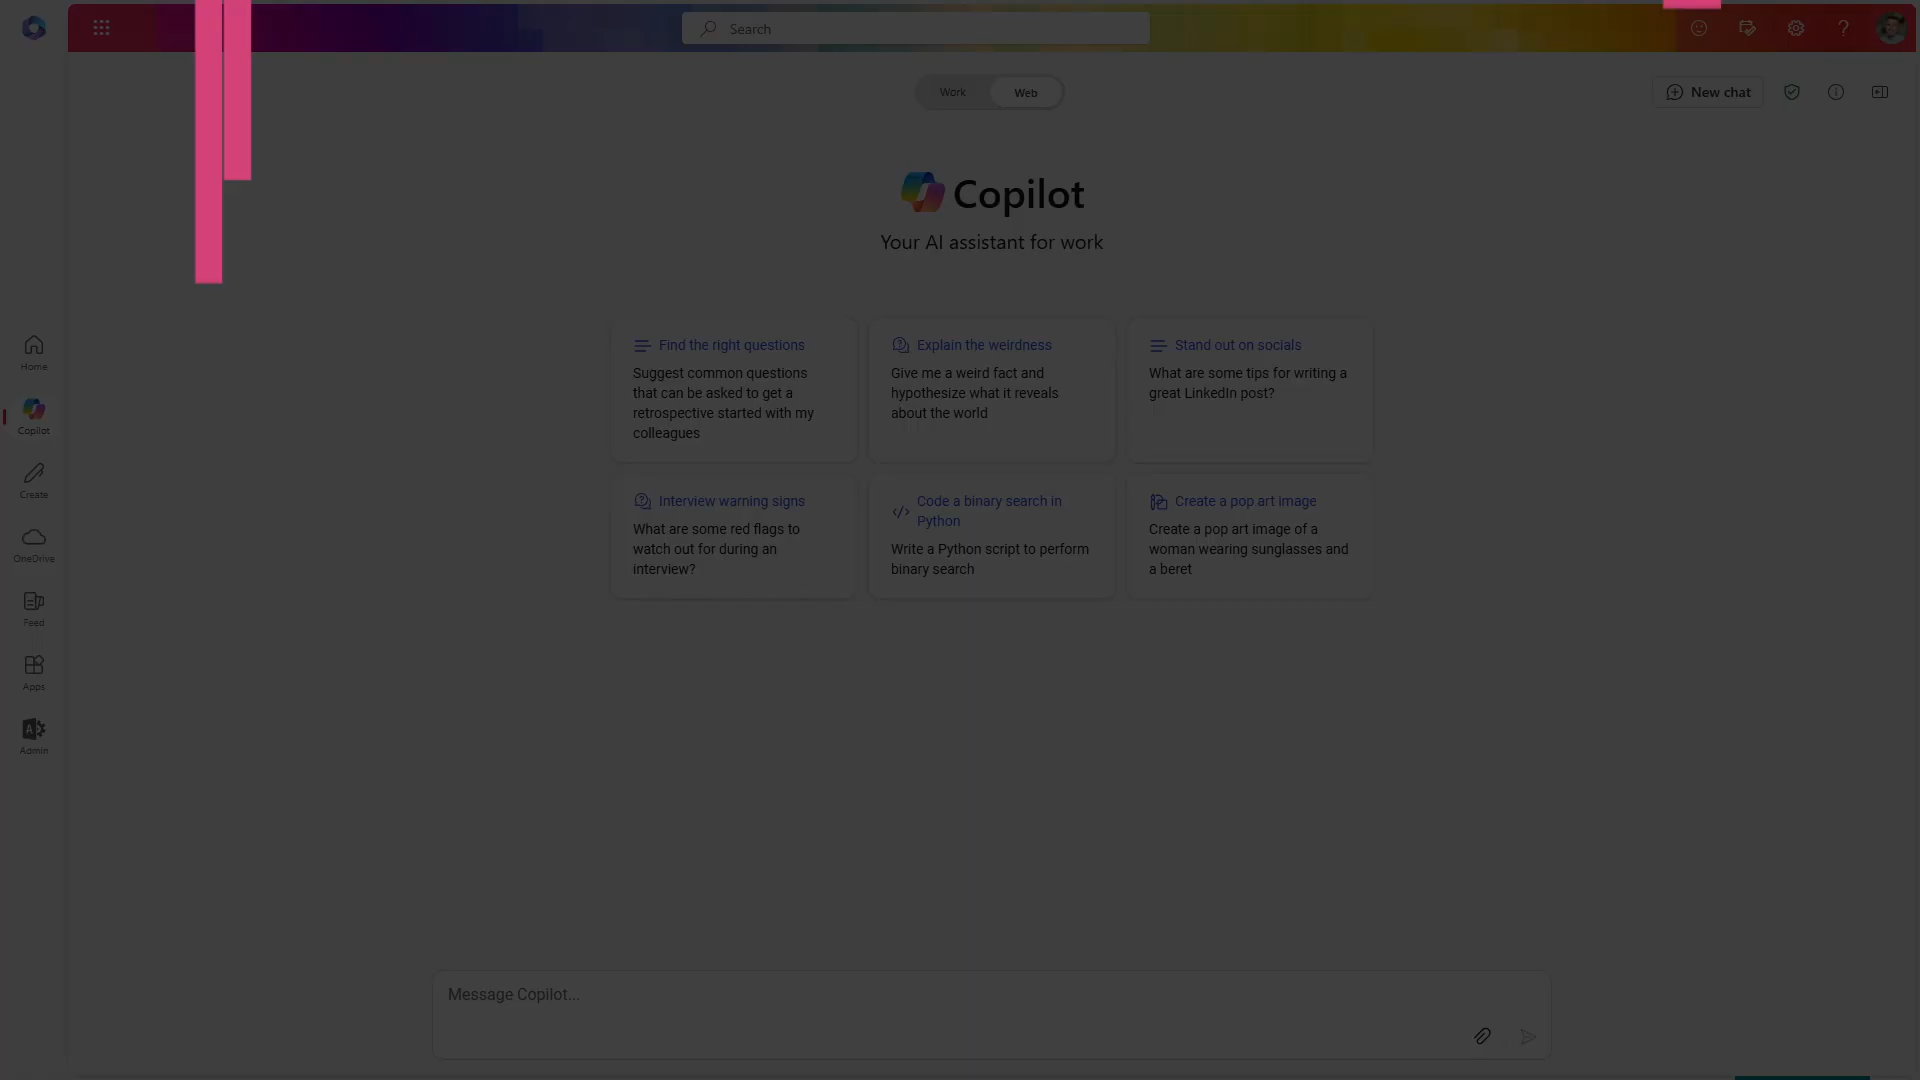 Search
Work
Web
New chat
Copilot
Your AI assistant for work
Find the right questions
Suggest common questions
that can be asked to get a
retrospective started with my
colleagues
Explain the weirdness
Give me a weird fact and
hypothesize what it reveals
about the world
Stand out on socials
What are some tips for writing a
great LinkedIn post?
Interview warning signs
What are some red flags to
watch out for during an
interview?
Code a binary search in
Python
Write a Python script to perform
binary search
Create a pop art image
Create a pop art image of a
woman wearing sunglasses and
a beret
Home
Copilot
Create
OneDrive
Feed
Apps
Admin
Message Copilot...